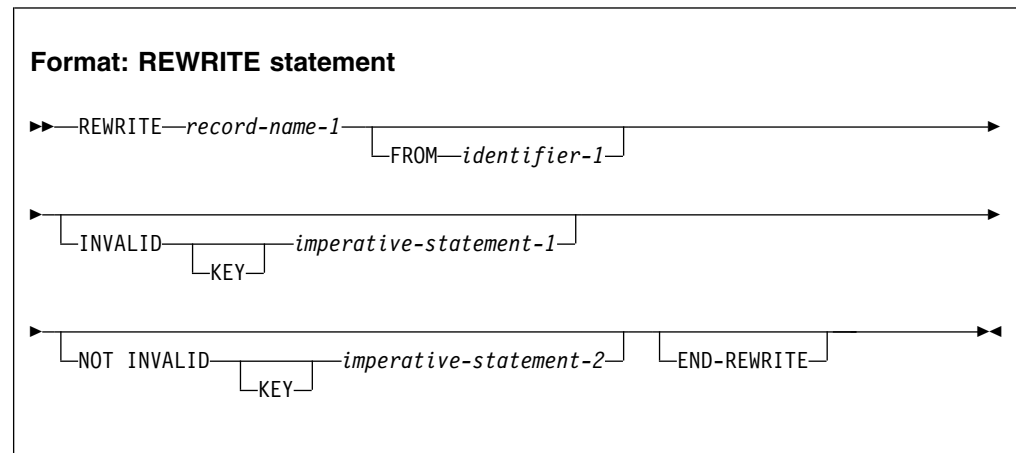 Format: REWRITE statement
REWRITE record-name-1
FROM identifier-1
INVALID imperative-statement-1
KEY
NOT INVALID imperative-statement-2 END-REWRITE
KEY